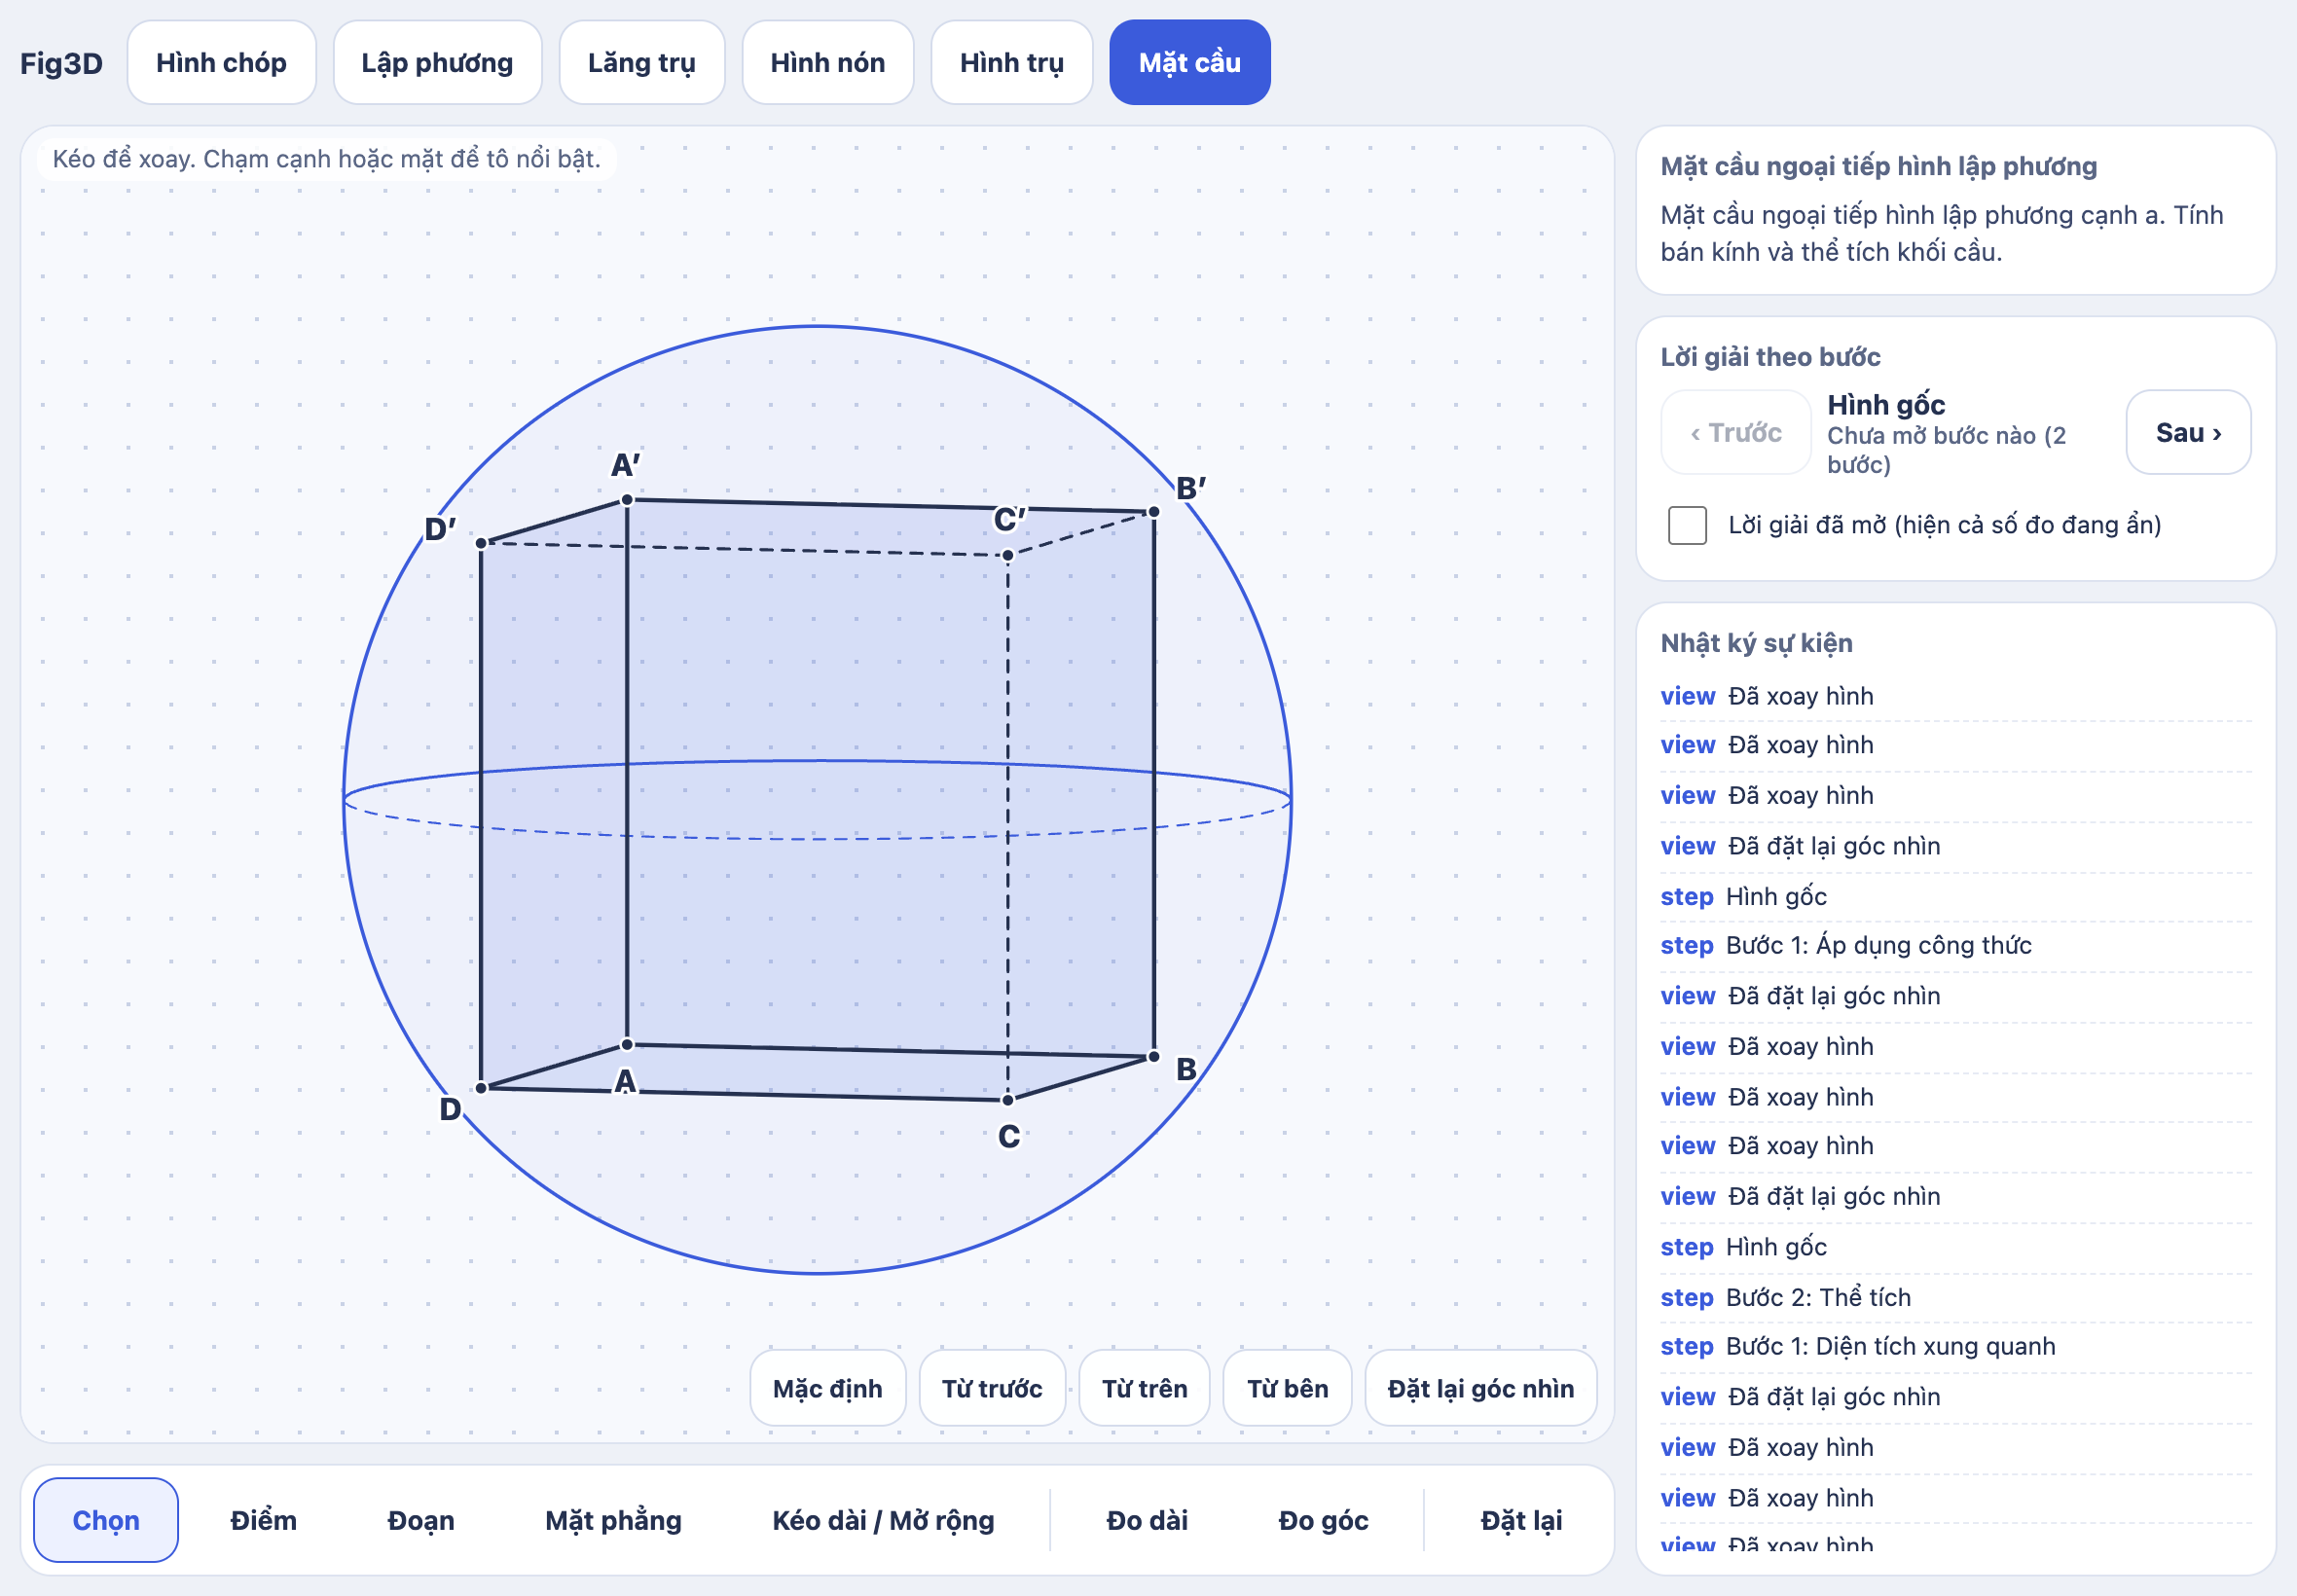 Fig3D
Hình chóp
Lập phương
Lăng trụ
Hình nón
Hình trụ
Mặt cầu
Kéo để xoay. Chạm cạnh hoặc mặt để tô nổi bật.
A′
B′
C′
D′
A
B
D
C
Mặc định
Từ trước
Từ trên
Từ bên
Đặt lại góc nhìn
Chọn
Điểm
Đoạn
Mặt phẳng
Kéo dài / Mở rộng
Đo dài
Đo góc
Đặt lại
Mặt cầu ngoại tiếp hình lập phương
Mặt cầu ngoại tiếp hình lập phương cạnh a. Tính
bán kính và thể tích khối cầu.
Lời giải theo bước
‹ Trước
Hình gốc
Chưa mở bước nào (2
bước)
Sau ›
Lời giải đã mở (hiện cả số đo đang ẩn)
Nhật ký sự kiện
view Đã xoay hình
view Đã xoay hình
view Đã xoay hình
view Đã đặt lại góc nhìn
step Hình gốc
step Bước 1: Áp dụng công thức
view Đã đặt lại góc nhìn
view Đã xoay hình
view Đã xoay hình
view Đã xoay hình
view Đã đặt lại góc nhìn
step Hình gốc
step Bước 2: Thể tích
step Bước 1: Diện tích xung quanh
view Đã đặt lại góc nhìn
view Đã xoay hình
view Đã xoay hình
view Đã xoay hình